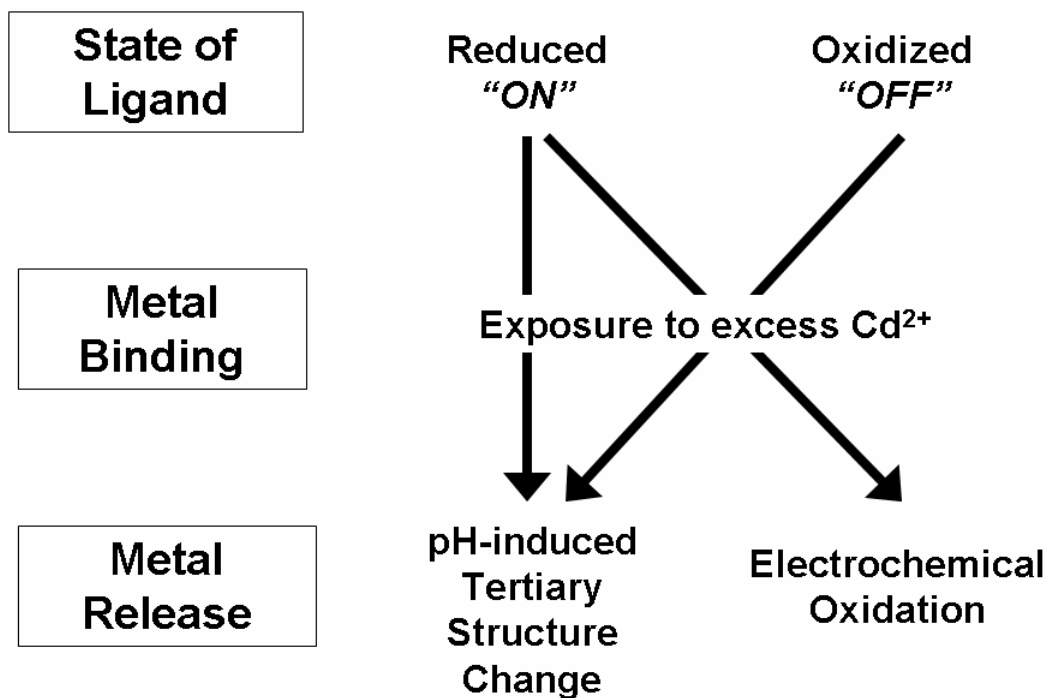 State of
Ligand
Reduced
“ON”
Oxidized
“OFF”
Metal
Binding
Exposure to excess Cd²⁺
Metal
Release
pH-induced
Tertiary
Structure
Change
Electrochemical
Oxidation